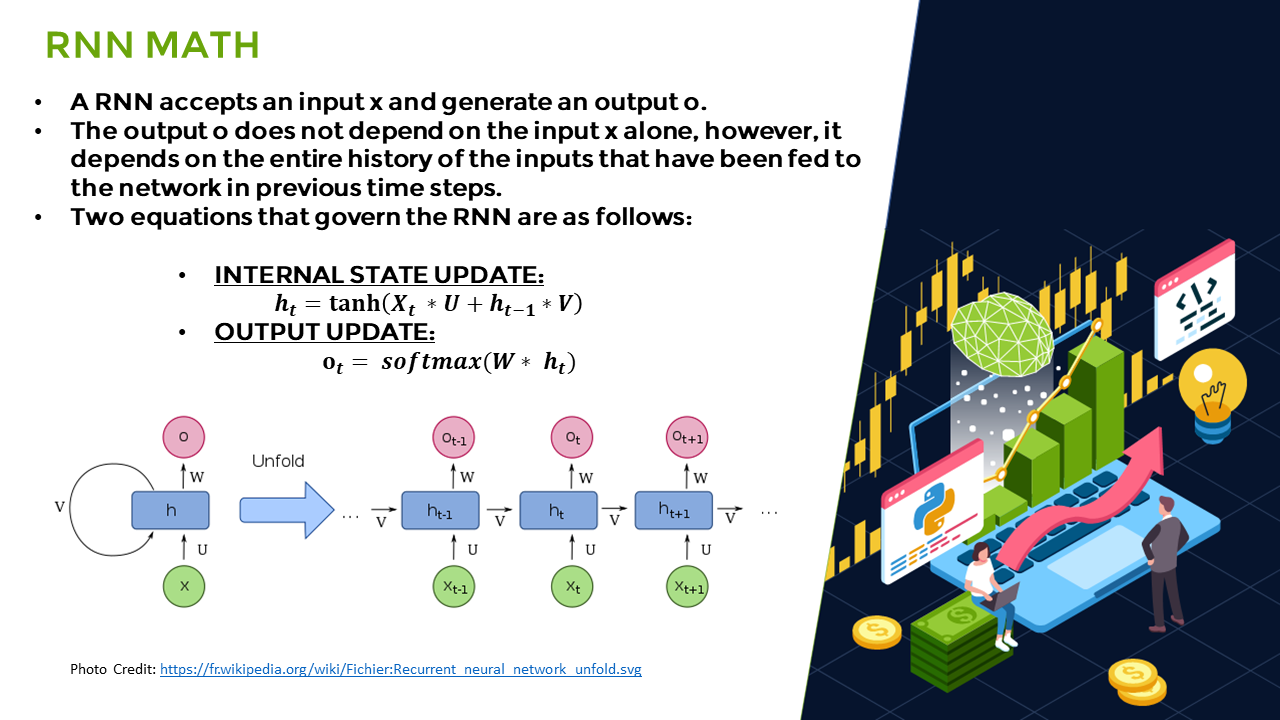 RNN MATH
• A RNN accepts an input x and generate an output o.
• The output o does not depend on the input x alone, however, it
depends on the entire history of the inputs that have been fed to
the network in previous time steps.
• Two equations that govern the RNN are as follows:
• INTERNAL STATE UPDATE:
h_t = tanh(X_t * U + h_{t−1} * V)
• OUTPUT UPDATE:
o_t = softmax(W * h_t)
o o_{t-1} o_t o_{t+1}
Unfold
W W W W
V h ... V h_{t-1} V h_t V h_{t+1} V ...
U U U U
x x_{t-1} x_t x_{t+1}
</>
Photo Credit: https://fr.wikipedia.org/wiki/Fichier:Recurrent_neural_network_unfold.svg